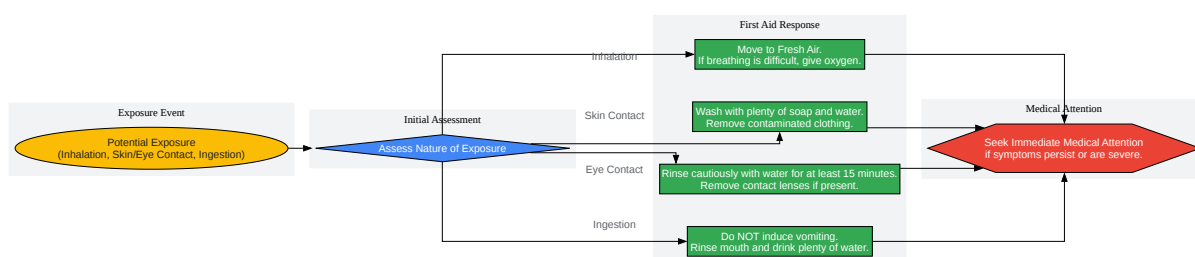 Exposure Event
Potential Exposure
(Inhalation, Skin/Eye Contact, Ingestion)
Initial Assessment
Assess Nature of Exposure
Inhalation
Skin Contact
Eye Contact
Ingestion
First Aid Response
Move to Fresh Air.
If breathing is difficult, give oxygen.
Wash with plenty of soap and water.
Remove contaminated clothing.
Rinse cautiously with water for at least 15 minutes.
Remove contact lenses if present.
Do NOT induce vomiting.
Rinse mouth and drink plenty of water.
Medical Attention
Seek Immediate Medical Attention
if symptoms persist or are severe.